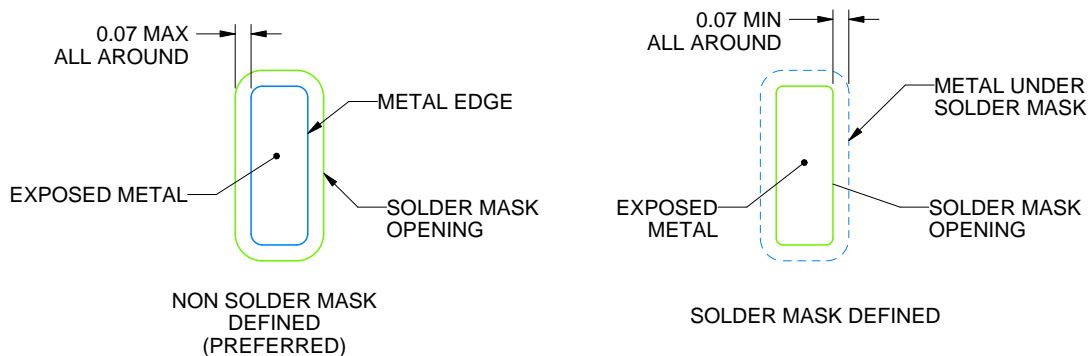 0.07 MAX
ALL AROUND
METAL EDGE
EXPOSED METAL
SOLDER MASK
OPENING
NON SOLDER MASK
DEFINED
(PREFERRED)
0.07 MIN
ALL AROUND
METAL UNDER
SOLDER MASK
EXPOSED
METAL
SOLDER MASK
OPENING
SOLDER MASK DEFINED